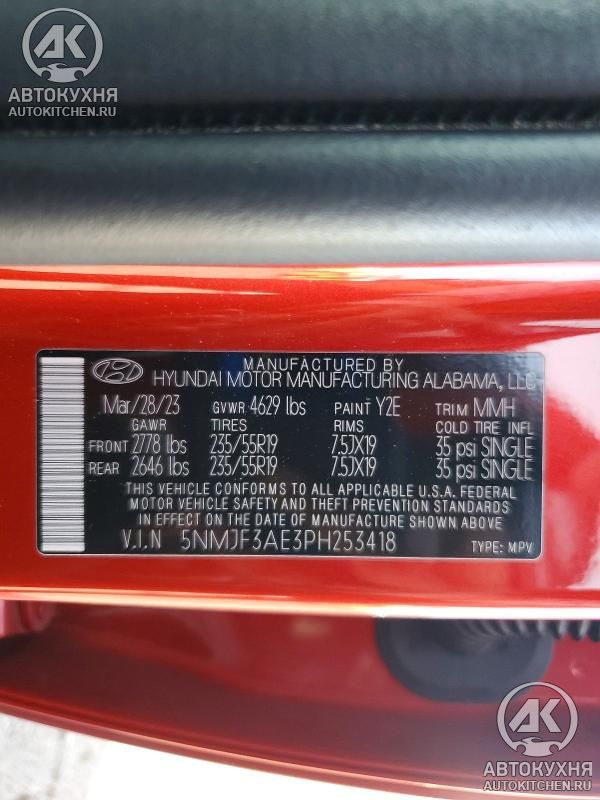 AK
АВТОКУХНЯ
AUTOKITCHEN.RU
MANUFACTURED BY
HYUNDAI MOTOR MANUFACTURING ALABAMA, LLC
Mar/28/23 GVWR 4629 lbs PAINT Y2E TRIM MMH
GAWR TIRES RIMS COLD TIRE INFL
FRONT 2778 lbs 235/55R19 7.5JX19 35 psi SINGLE
REAR 2646 lbs 235/55R19 7.5JX19 35 psi SINGLE
THIS VEHICLE CONFORMS TO ALL APPLICABLE U.S.A. FEDERAL
MOTOR VEHICLE SAFETY AND THEFT PREVENTION STANDARDS
IN EFFECT ON THE DATE OF MANUFACTURE SHOWN ABOVE
V.I.N 5NMJF3AE3PH253418 TYPE: MPV
AK
АВТОКУХНЯ
AUTOKITCHEN.RU